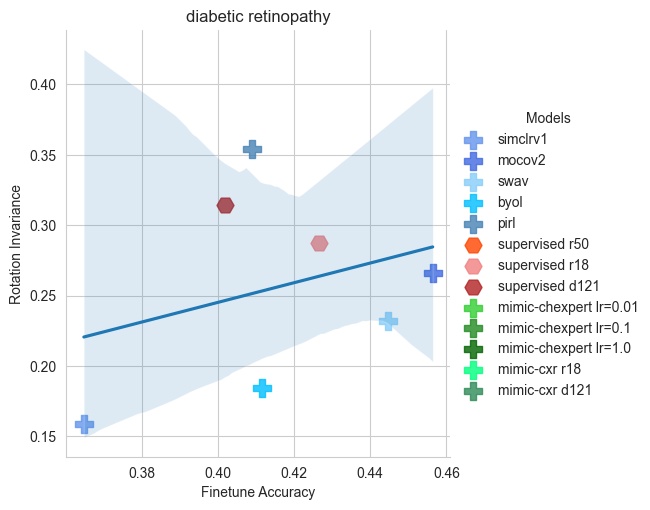 diabetic retinopathy
Rotation Invariance
0.40
0.35
0.30
0.25
0.20
0.15
0.38
0.40
0.42
0.44
0.46
Finetune Accuracy
Models
simclrv1
mocov2
swav
byol
pirl
supervised r50
supervised r18
supervised d121
mimic-chexpert lr=0.01
mimic-chexpert lr=0.1
mimic-chexpert lr=1.0
mimic-cxr r18
mimic-cxr d121